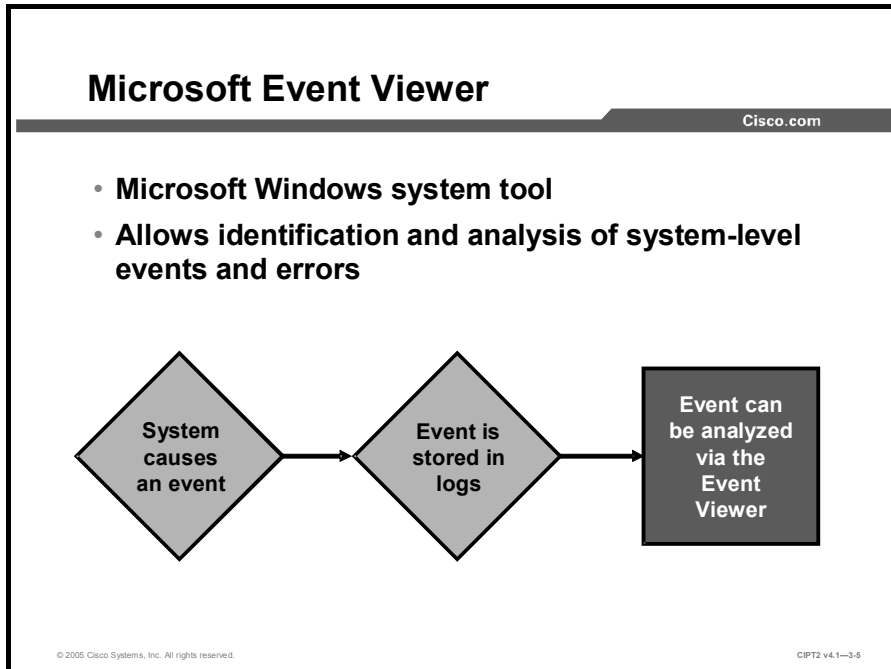 Microsoft Event Viewer
Cisco.com
• Microsoft Windows system tool
• Allows identification and analysis of system-level
events and errors
System
causes
an event
Event is
stored in
logs
Event can
be analyzed
via the
Event
Viewer
© 2005 Cisco Systems, Inc. All rights reserved.
CIPT2 v4.1—3-5